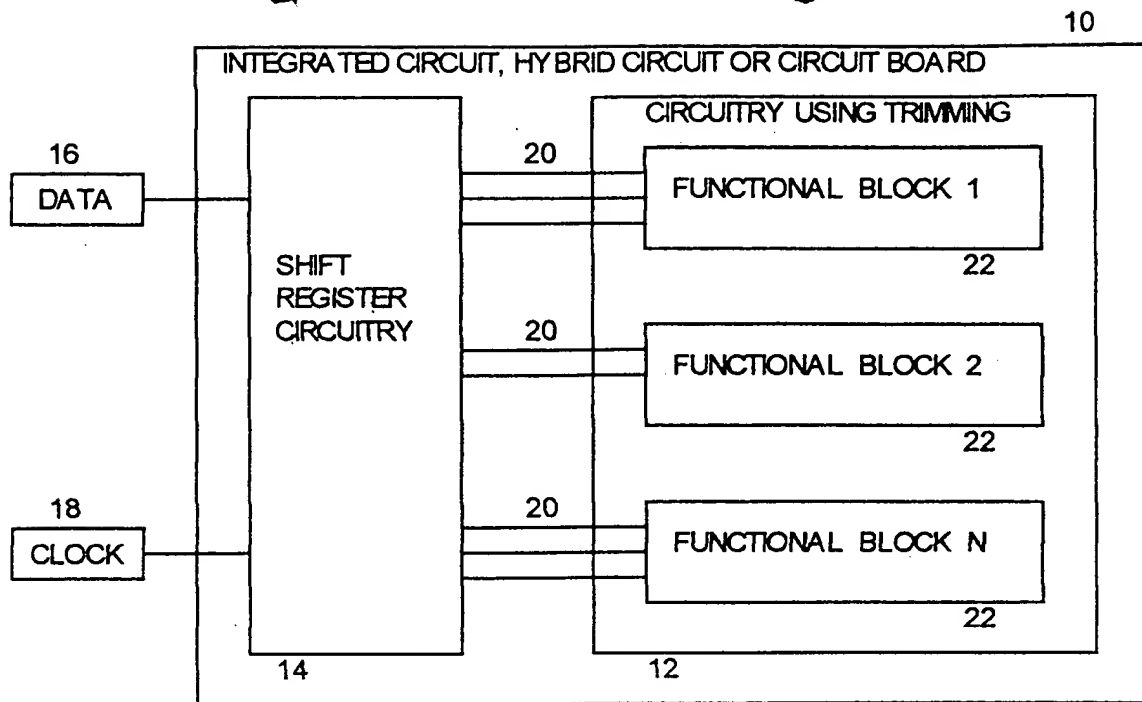 10
INTEGRATED CIRCUIT, HYBRID CIRCUIT OR CIRCUIT BOARD
CIRCUITRY USING TRIMMING
16
DATA
20
FUNCTIONAL BLOCK 1
22
SHIFT
REGISTER
CIRCUITRY
20
FUNCTIONAL BLOCK 2
22
18
CLOCK
20
FUNCTIONAL BLOCK N
22
14
12